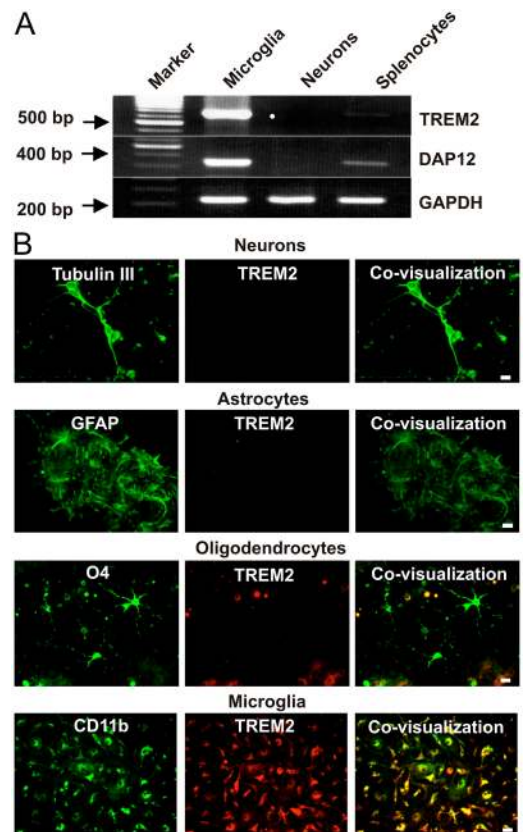 A
Marker Microglia Neurons Splenocytes
500 bp TREM2
400 bp DAP12
200 bp GAPDH
B
Neurons
Tubulin III TREM2 Co-visualization
Astrocytes
GFAP TREM2 Co-visualization
Oligodendrocytes
O4 TREM2 Co-visualization
Microglia
CD11b TREM2 Co-visualization